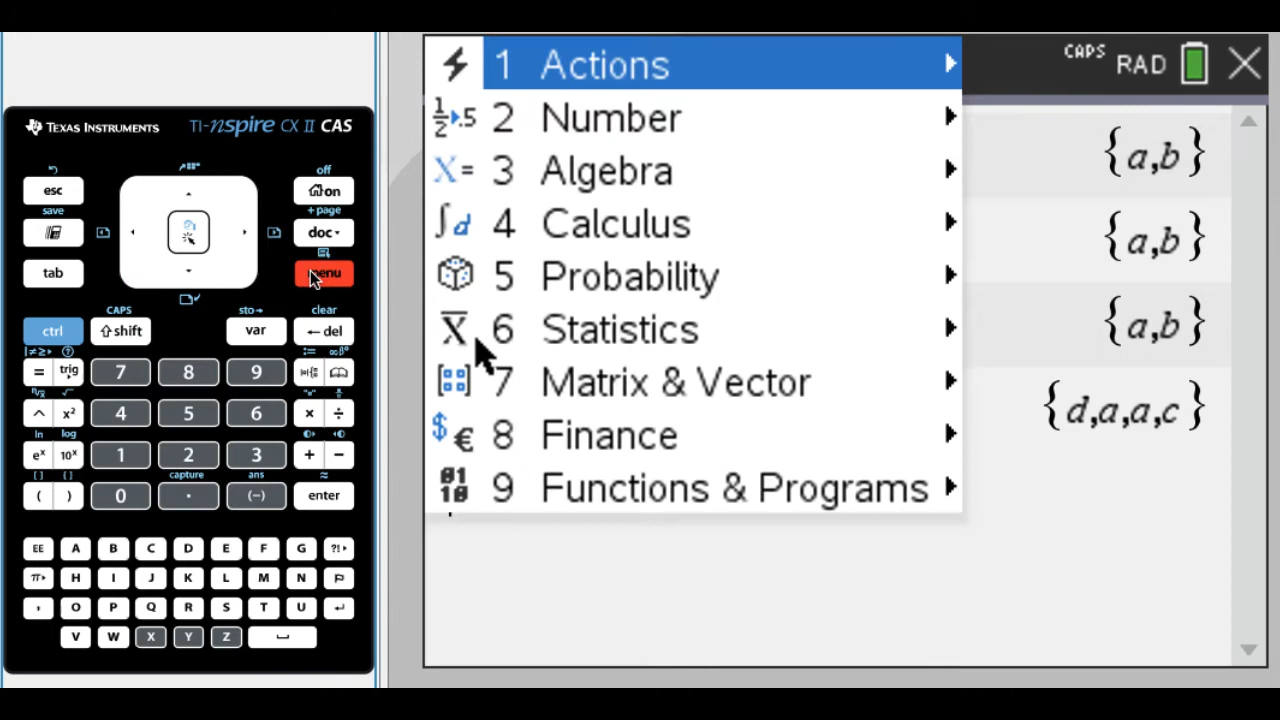 1 Actions
2 Number
3 Algebra
4 Calculus
5 Probability
6 Statistics
7 Matrix & Vector
8 Finance
9 Functions & Programs
CAPS RAD
{a,b}
{a,b}
{a,b}
{d,a,a,c}
TEXAS INSTRUMENTS TI-nspire CX II CAS
off
esc on
save + page
doc
tab menu
CAPS sto→ clear
ctrl ⇧shift var ←del
= trig 7 8 9
^ x² 4 5 6 × ÷
ln log
eˣ 10ˣ 1 2 3 + −
[ ] { } capture ans ≈
( ) 0 . (−) enter
EE A B C D E F G ?!▸
π▸ H I J K L M N
, O P Q R S T U ↵
V W X Y Z